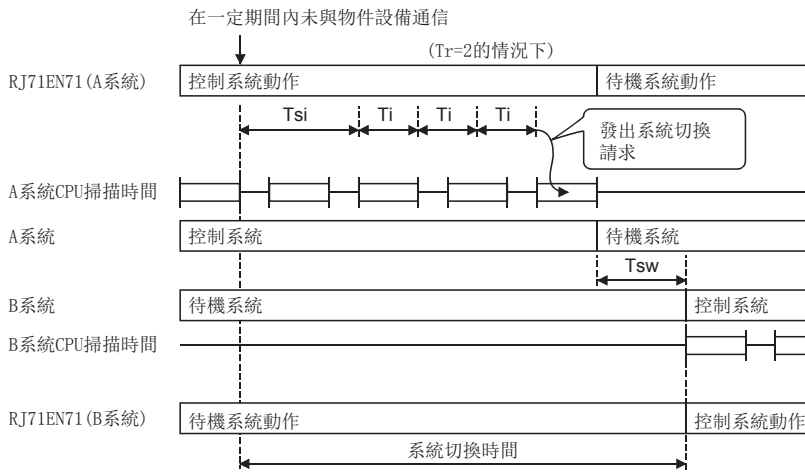 在一定期間內未與物件設備通信
(Tr=2的情況下)
RJ71EN71(A系統)
控制系統動作
待機系統動作
Tsi
Ti
Ti
Ti
發出系統切換
請求
A系統CPU掃描時間
A系統
控制系統
待機系統
Tsw
B系統
待機系統
控制系統
B系統CPU掃描時間
RJ71EN71(B系統)
待機系統動作
控制系統動作
系統切換時間